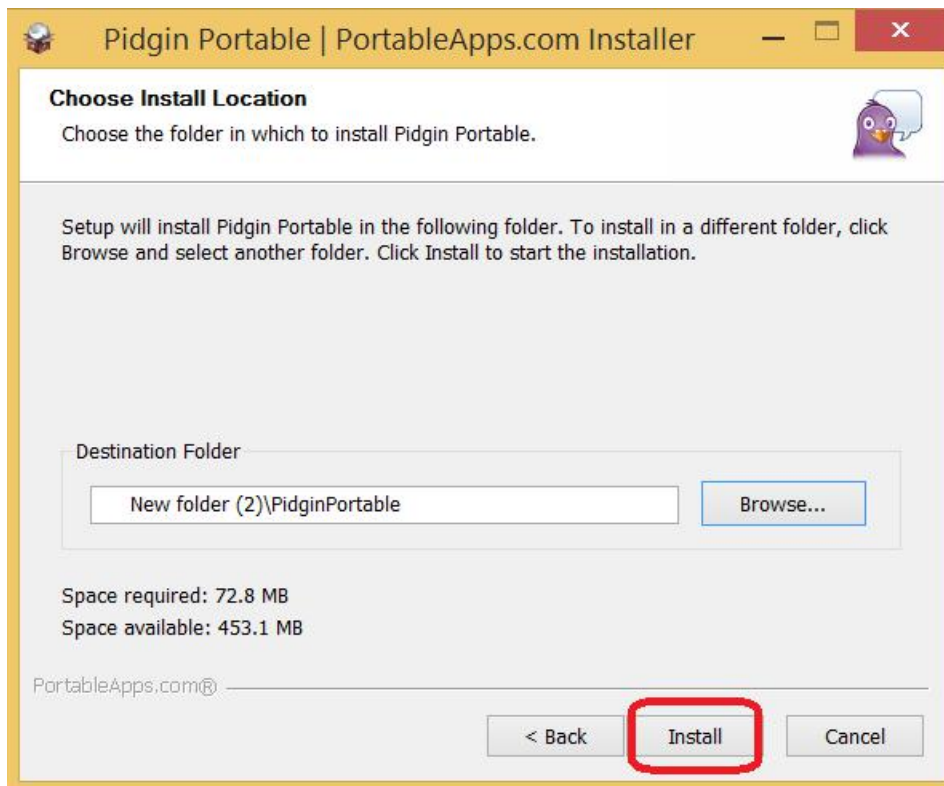 Pidgin Portable | PortableApps.com Installer
Choose Install Location
Choose the folder in which to install Pidgin Portable.
Setup will install Pidgin Portable in the following folder. To install in a different folder, click
Browse and select another folder. Click Install to start the installation.
Destination Folder
New folder (2)\PidginPortable
Browse...
Space required: 72.8 MB
Space available: 453.1 MB
PortableApps.com®
< Back
Install
Cancel